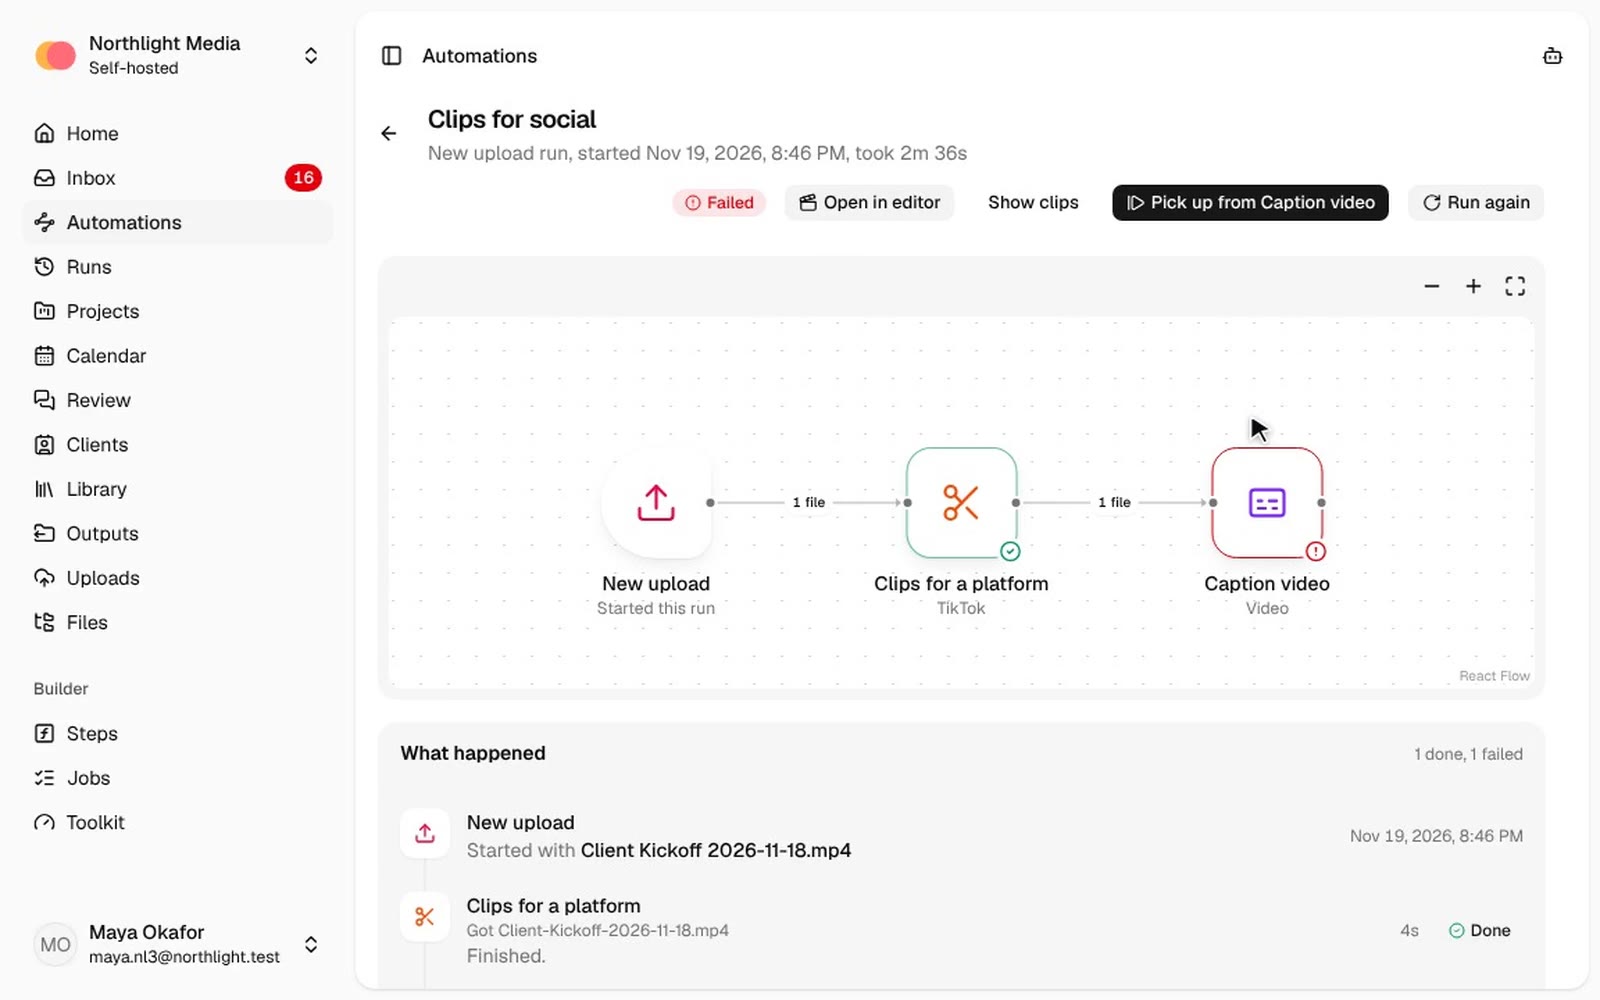 Northlight Media
Self-hosted
Home
Inbox
16
Automations
Runs
Projects
Calendar
Review
Clients
Library
Outputs
Uploads
Files
Builder
Steps
Jobs
Toolkit
MO
Maya Okafor
maya.nl3@northlight.test
Automations
Clips for social
New upload run, started Nov 19, 2026, 8:46 PM, took 2m 36s
Failed
Open in editor
Show clips
Pick up from Caption video
Run again
1 file
1 file
New upload
Started this run
Clips for a platform
TikTok
Caption video
Video
React Flow
What happened
1 done, 1 failed
New upload
Started with Client Kickoff 2026-11-18.mp4
Nov 19, 2026, 8:46 PM
Clips for a platform
Got Client-Kickoff-2026-11-18.mp4
Finished.
4s
Done